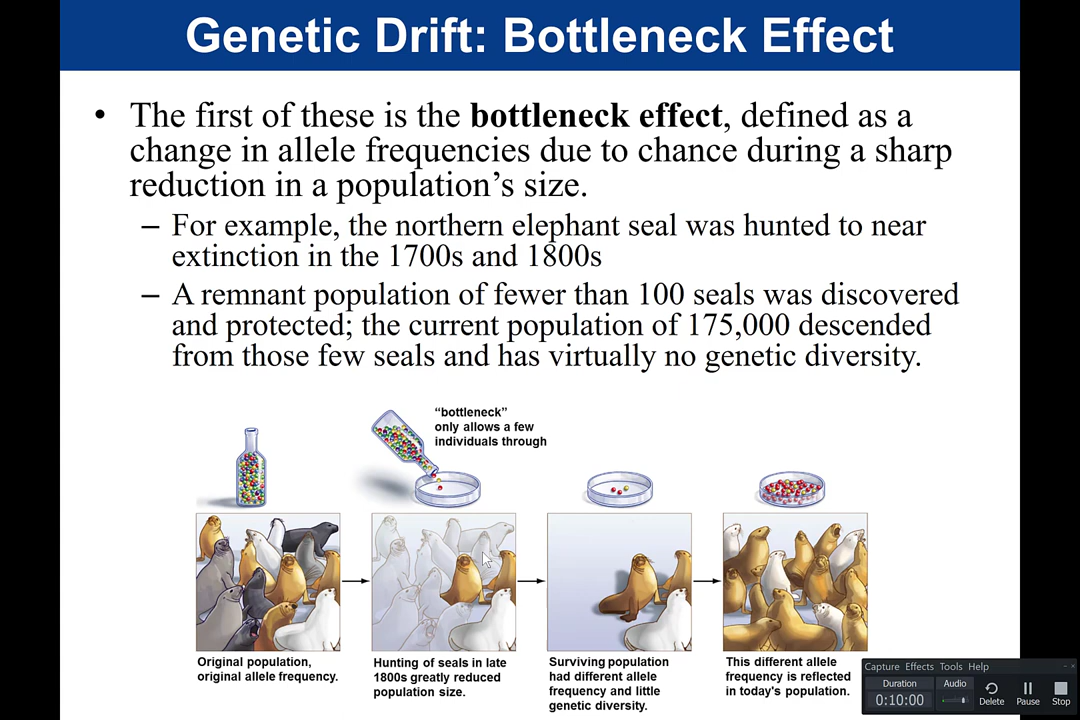 Genetic Drift: Bottleneck Effect
• The first of these is the bottleneck effect, defined as a
change in allele frequencies due to chance during a sharp
reduction in a population’s size.
– For example, the northern elephant seal was hunted to near
extinction in the 1700s and 1800s
– A remnant population of fewer than 100 seals was discovered
and protected; the current population of 175,000 descended
from those few seals and has virtually no genetic diversity.
“bottleneck”
only allows a few
individuals through
Original population,
original allele frequency.
Hunting of seals in late
1800s greatly reduced
population size.
Surviving population
had different allele
frequency and little
genetic diversity.
This different allele
frequency is reflected
in today's population.
Capture Effects Tools Help
Duration
0:10:00
Audio
Delete
Pause
Stop